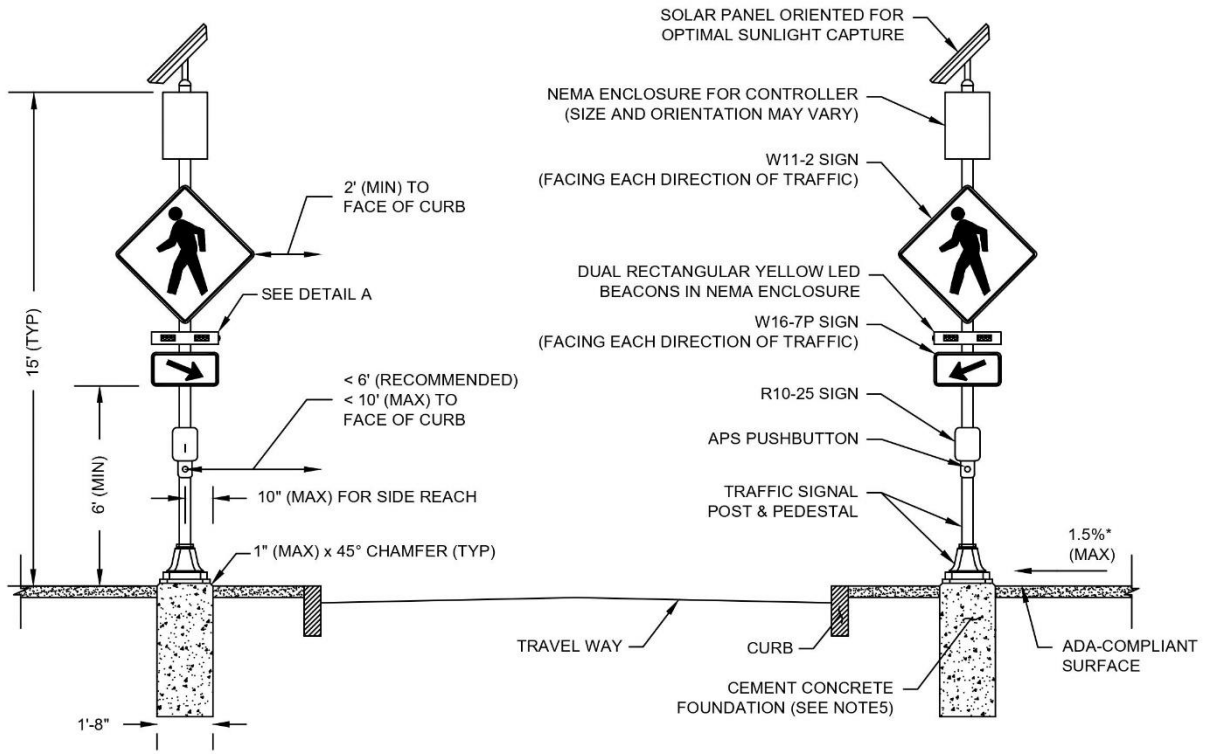 SOLAR PANEL ORIENTED FOR
OPTIMAL SUNLIGHT CAPTURE
NEMA ENCLOSURE FOR CONTROLLER
(SIZE AND ORIENTATION MAY VARY)
W11-2 SIGN
(FACING EACH DIRECTION OF TRAFFIC)
2' (MIN) TO
FACE OF CURB
DUAL RECTANGULAR YELLOW LED
BEACONS IN NEMA ENCLOSURE
SEE DETAIL A
W16-7P SIGN
(FACING EACH DIRECTION OF TRAFFIC)
15' (TYP)
< 6' (RECOMMENDED)
< 10' (MAX) TO
FACE OF CURB
R10-25 SIGN
APS PUSHBUTTON
6' (MIN)
10" (MAX) FOR SIDE REACH
TRAFFIC SIGNAL
POST & PEDESTAL
1" (MAX) x 45° CHAMFER (TYP)
1.5%*
(MAX)
TRAVEL WAY
CURB
ADA-COMPLIANT
SURFACE
CEMENT CONCRETE
FOUNDATION (SEE NOTE5)
1'-8"